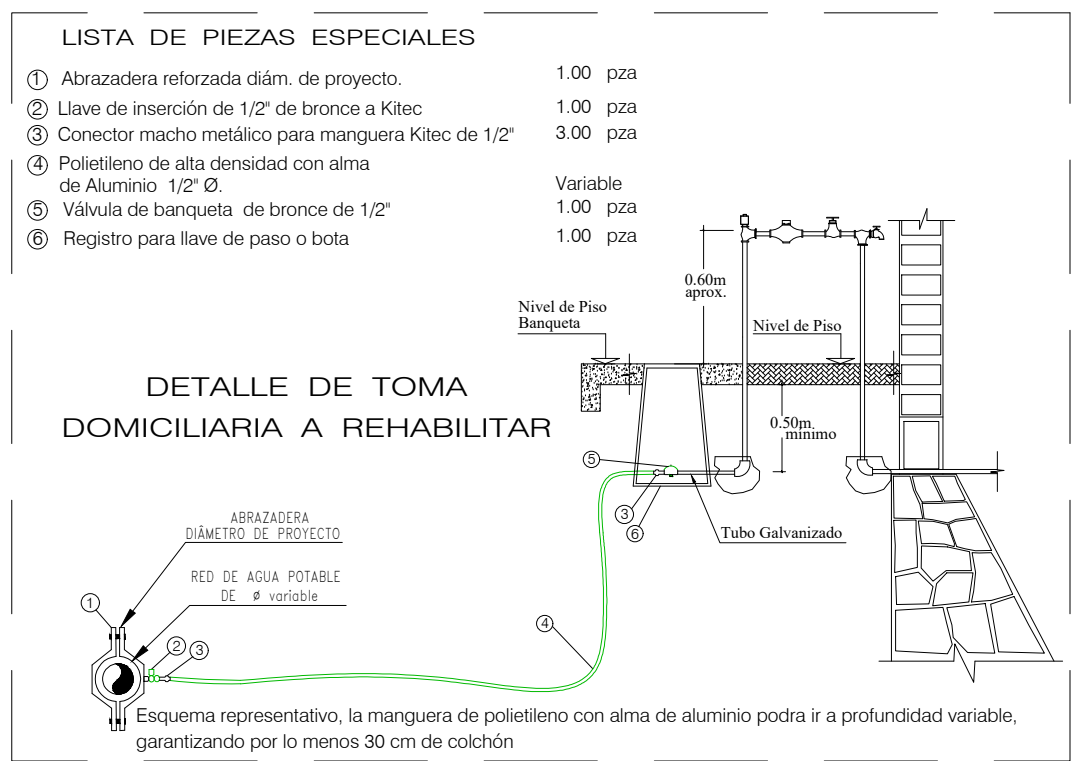 LISTA DE PIEZAS ESPECIALES
1 Abrazadera reforzada diám. de proyecto. 1.00 pza
2 Llave de inserción de 1/2" de bronce a Kitec 1.00 pza
3 Conector macho metálico para manguera Kitec de 1/2" 3.00 pza
4 Polietileno de alta densidad con alma
de Aluminio 1/2" Ø. Variable
5 Válvula de banqueta de bronce de 1/2" 1.00 pza
6 Registro para llave de paso o bota 1.00 pza
0.60m
aprox.
Nivel de Piso
Banqueta
Nivel de Piso
DETALLE DE TOMA
DOMICILIARIA A REHABILITAR
0.50m.
minimo
5
3
6
Tubo Galvanizado
ABRAZADERA
DIÂMETRO DE PROYECTO
RED DE AGUA POTABLE
DE ø variable
1
2
3
4
Esquema representativo, la manguera de polietileno con alma de aluminio podra ir a profundidad variable,
garantizando por lo menos 30 cm de colchón